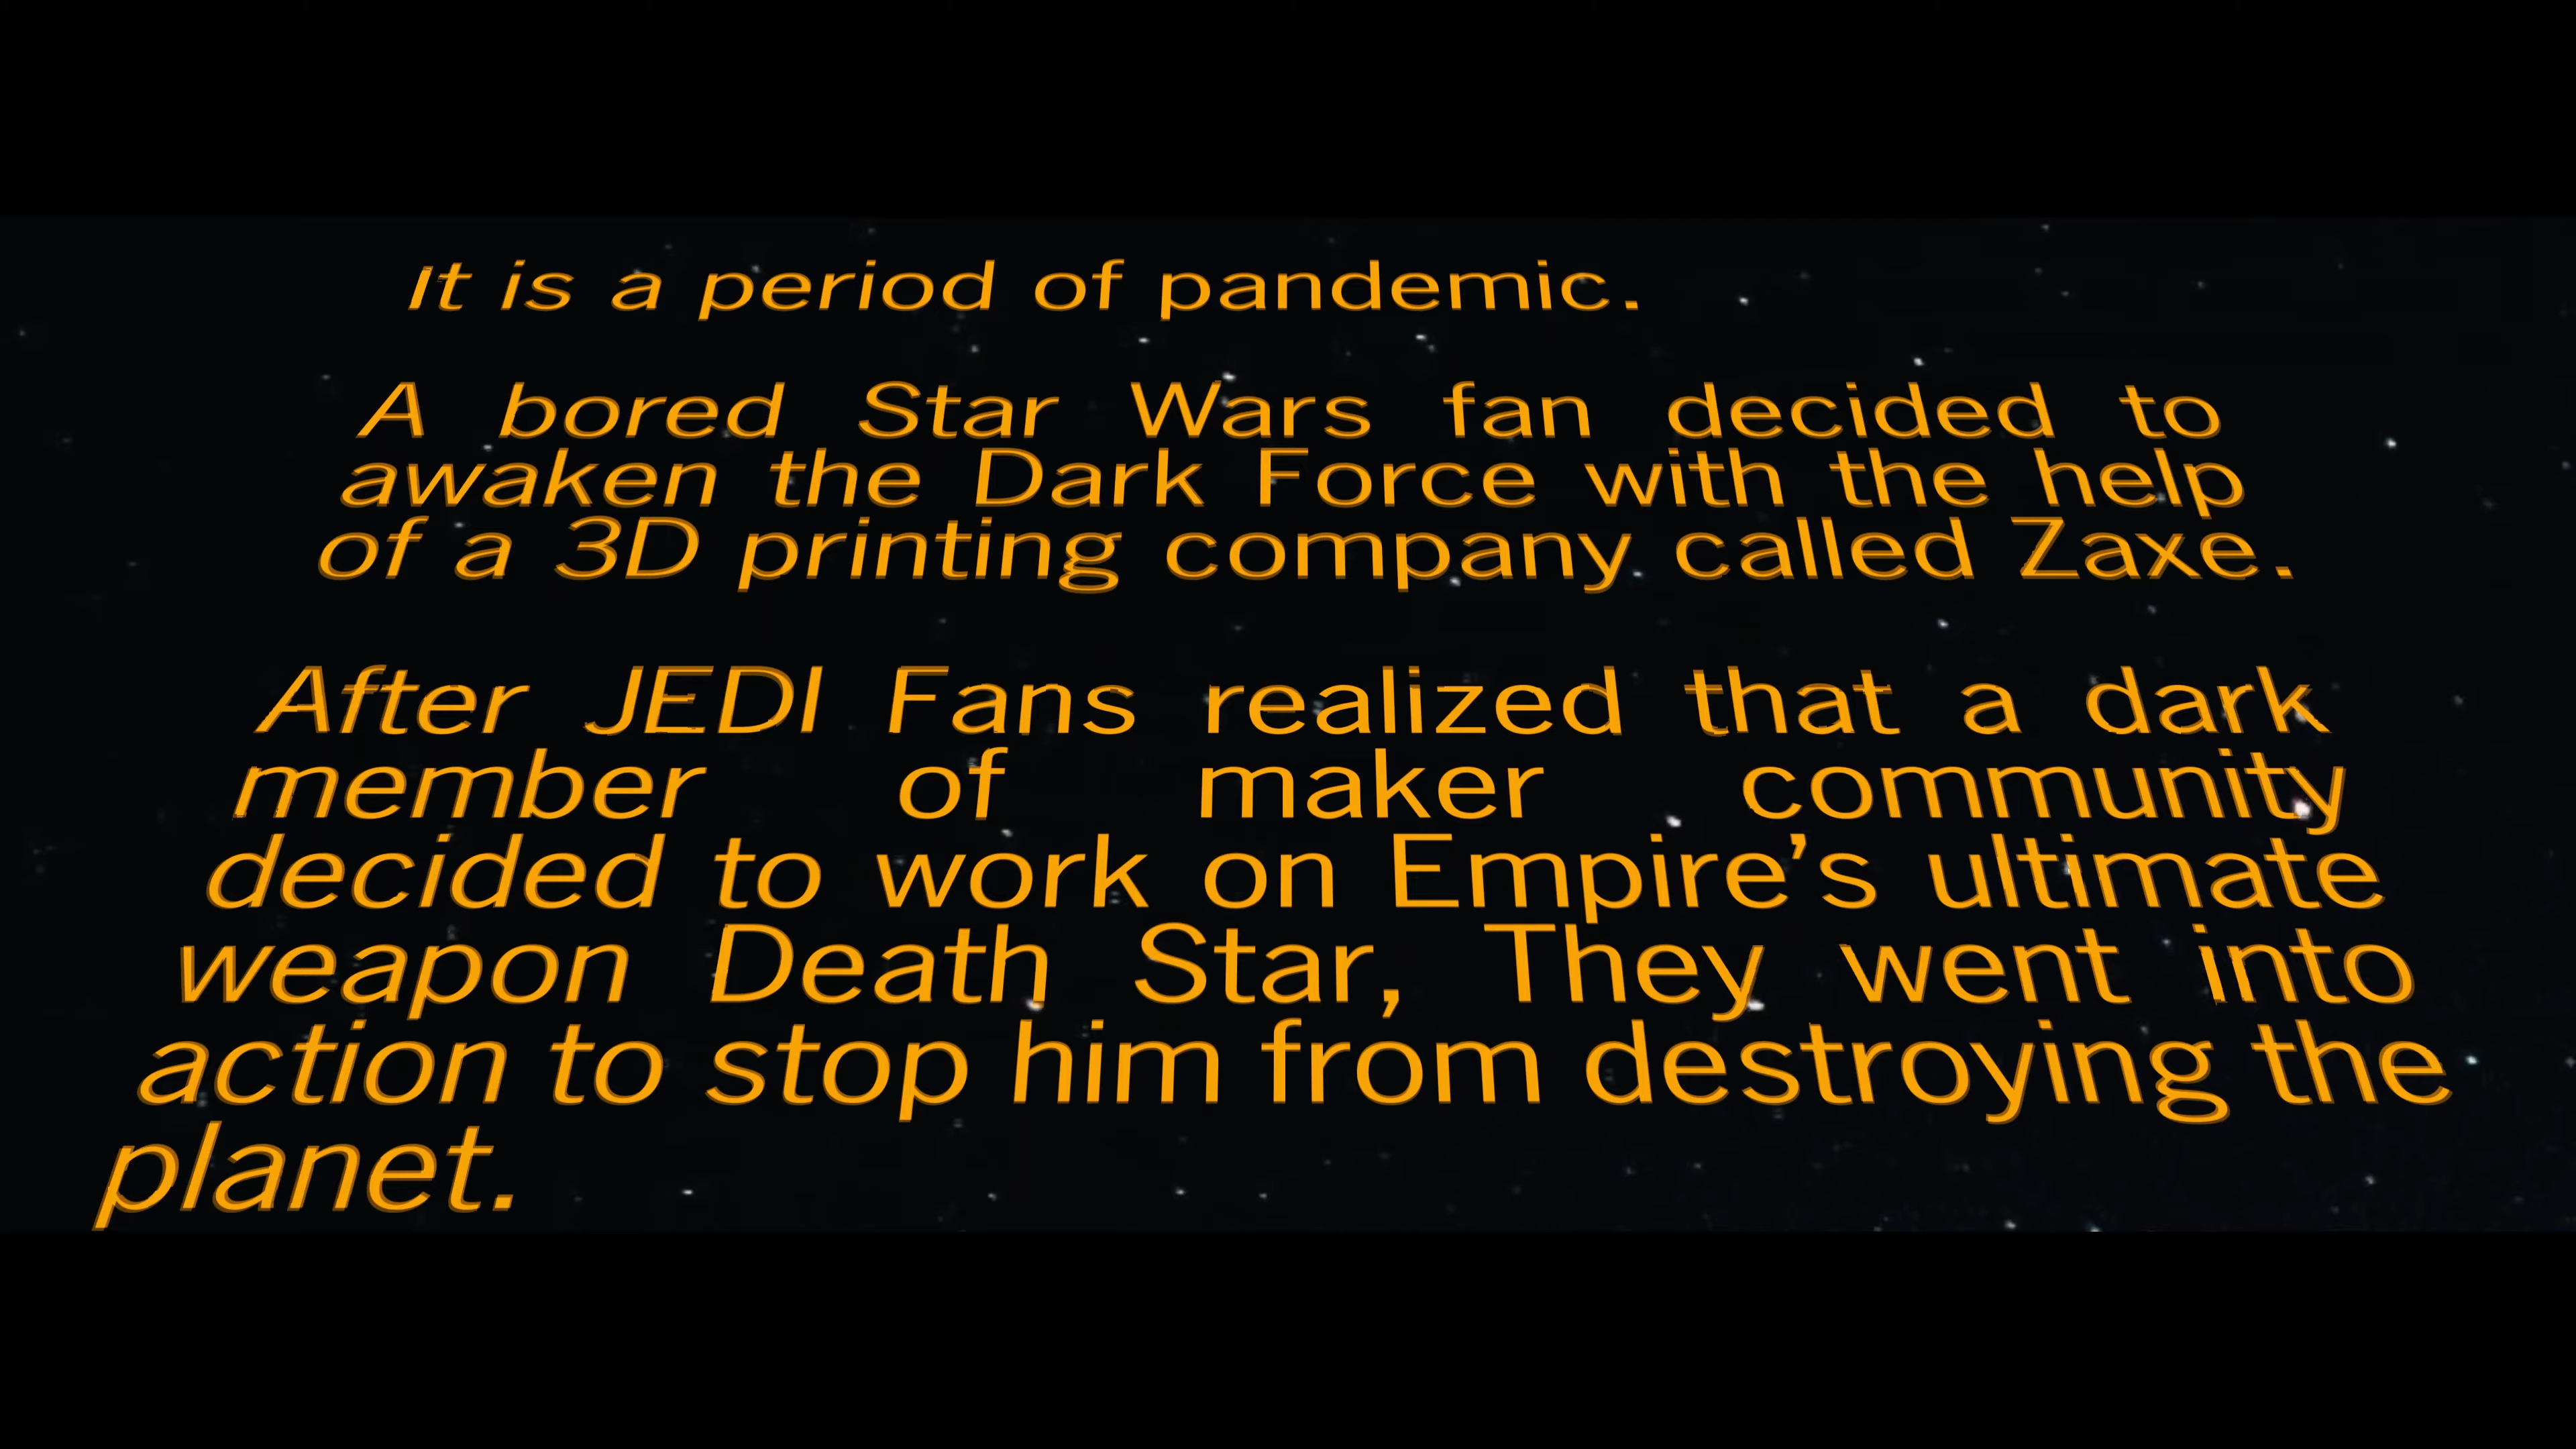 It is a period of pandemic.
A bored Star Wars fan decided to
awaken the Dark Force with the help
of a 3D printing company called Zaxe.
After JEDI Fans realized that a dark
member of maker community
decided to work on Empire’s ultimate
weapon Death Star, They went into
action to stop him from destroying the
planet.